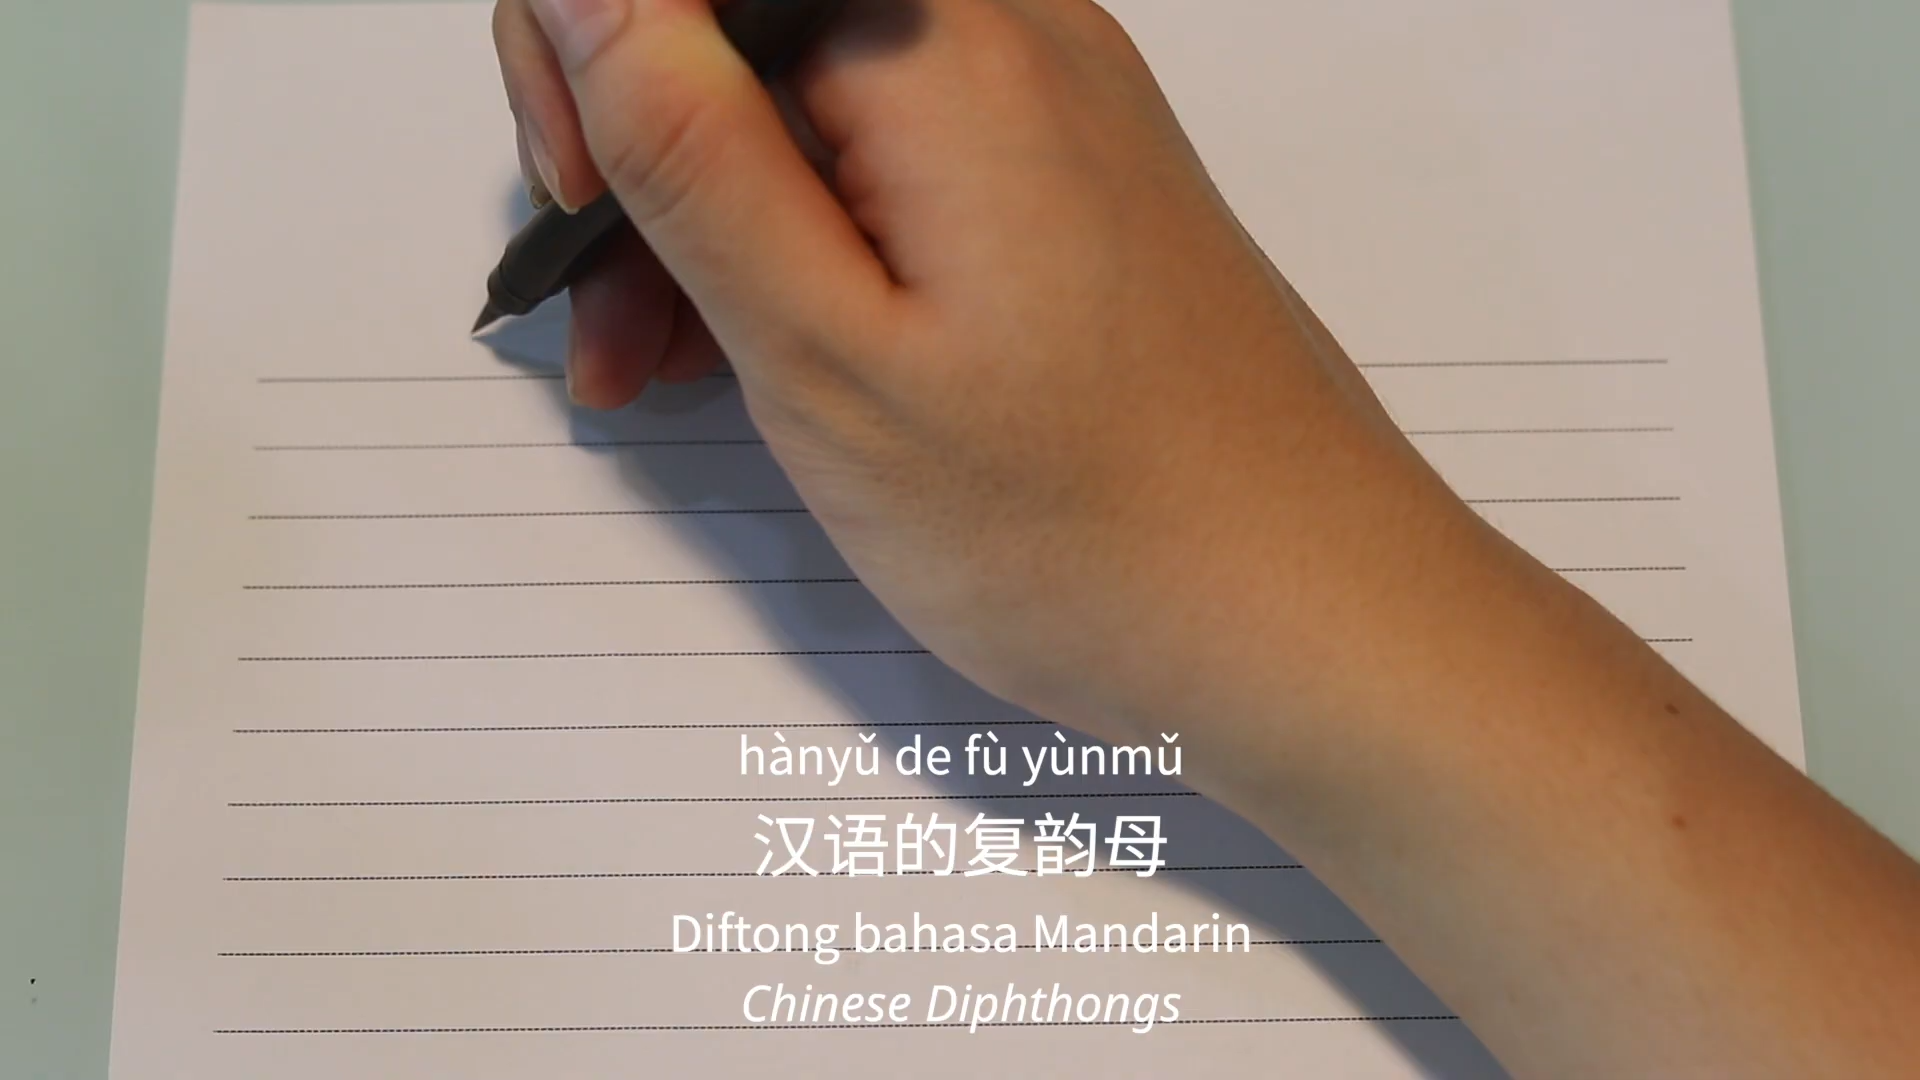 hànyǔ de fù yùnmǔ
汉语的复韵母
Diftong bahasa Mandarin
Chinese Diphthongs